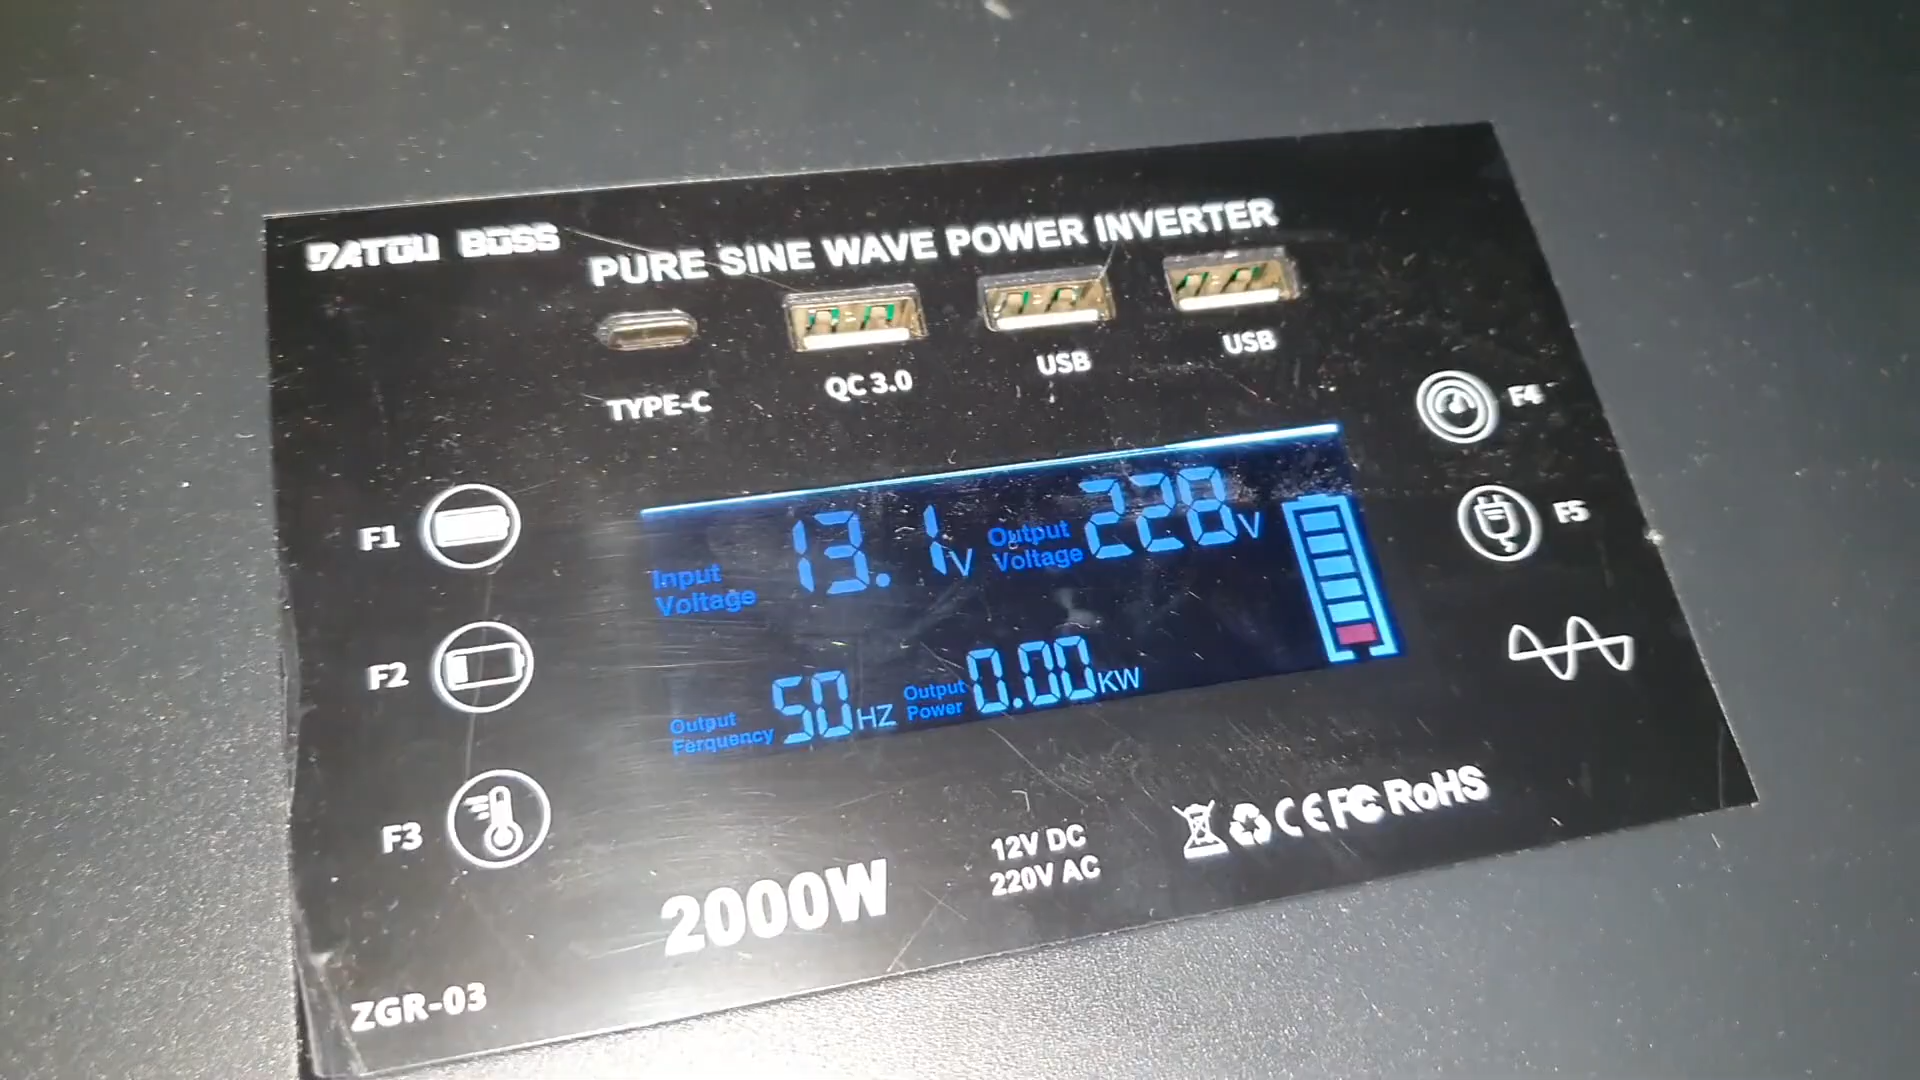 DATOU BOSS
PURE SINE WAVE POWER INVERTER
TYPE-C
QC 3.0
USB
USB
F4
F5
F1
F2
F3
Input Voltage 13.1V
Output Voltage 228V
Output Ferquency 50HZ
Output Power 0.00KW
2000W
12V DC
220V AC
CE FC RoHS
ZGR-03